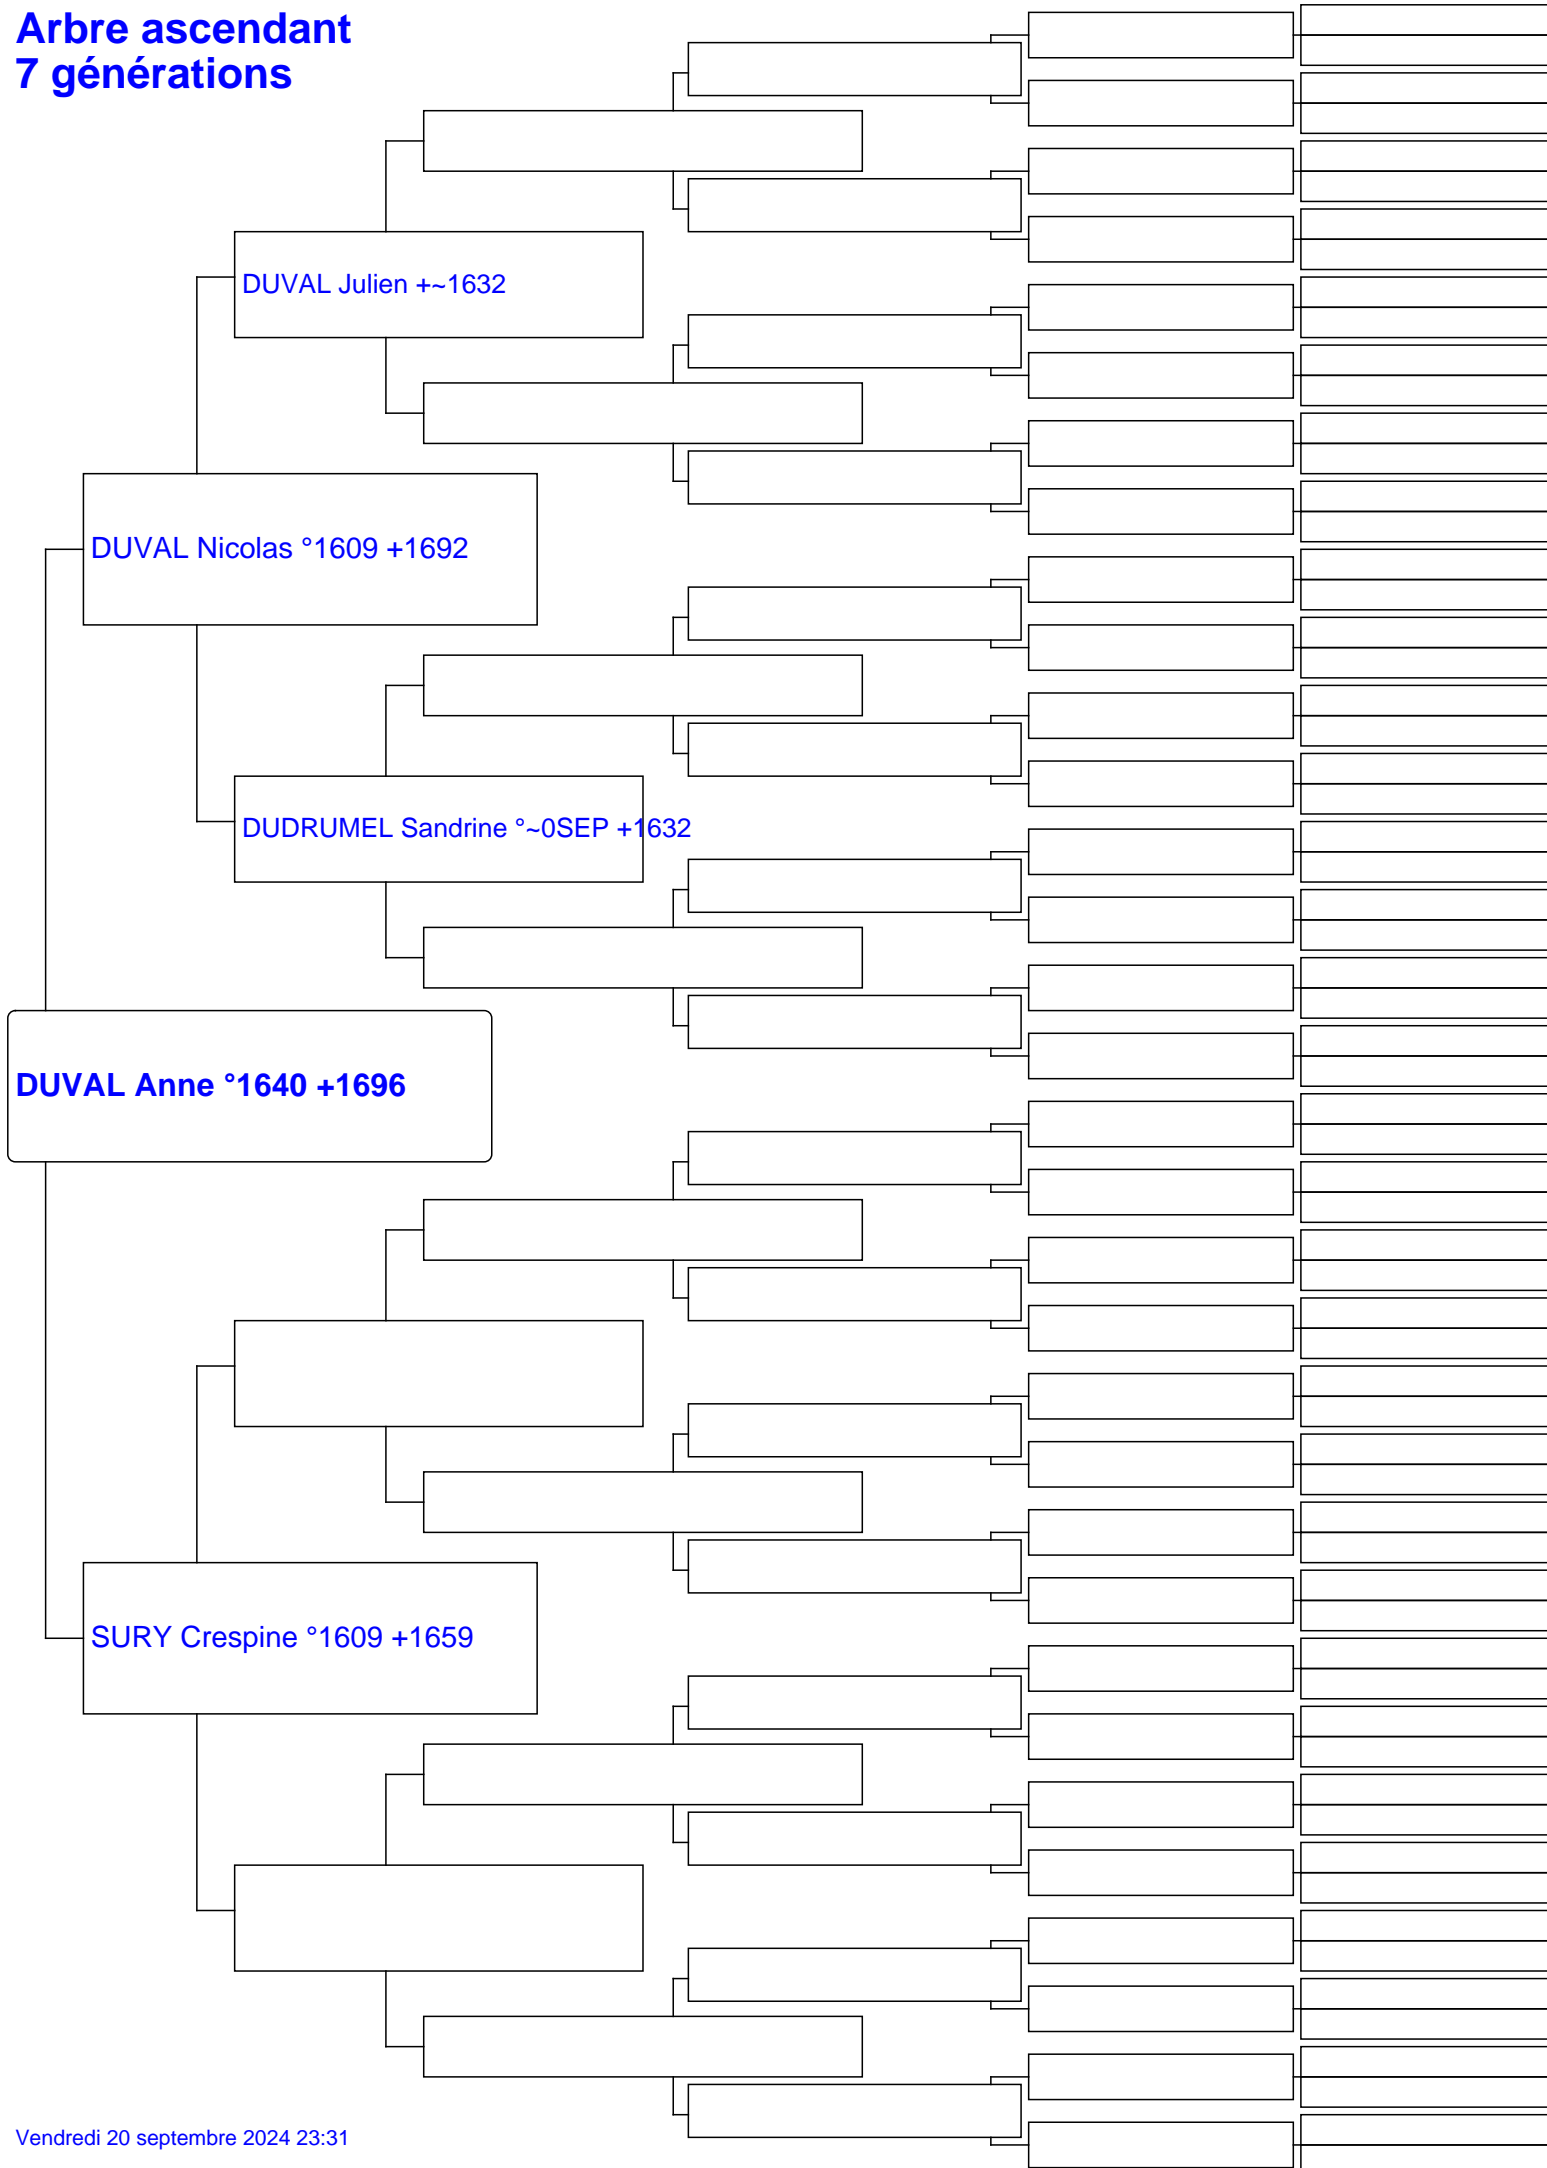 Arbre ascendant
7 générations
DUVAL Julien +~1632
DUVAL Nicolas °1609 +1692
DUDRUMEL Sandrine °~0SEP +1632
DUVAL Anne °1640 +1696
SURY Crespine °1609 +1659
Vendredi 20 septembre 2024 23:31